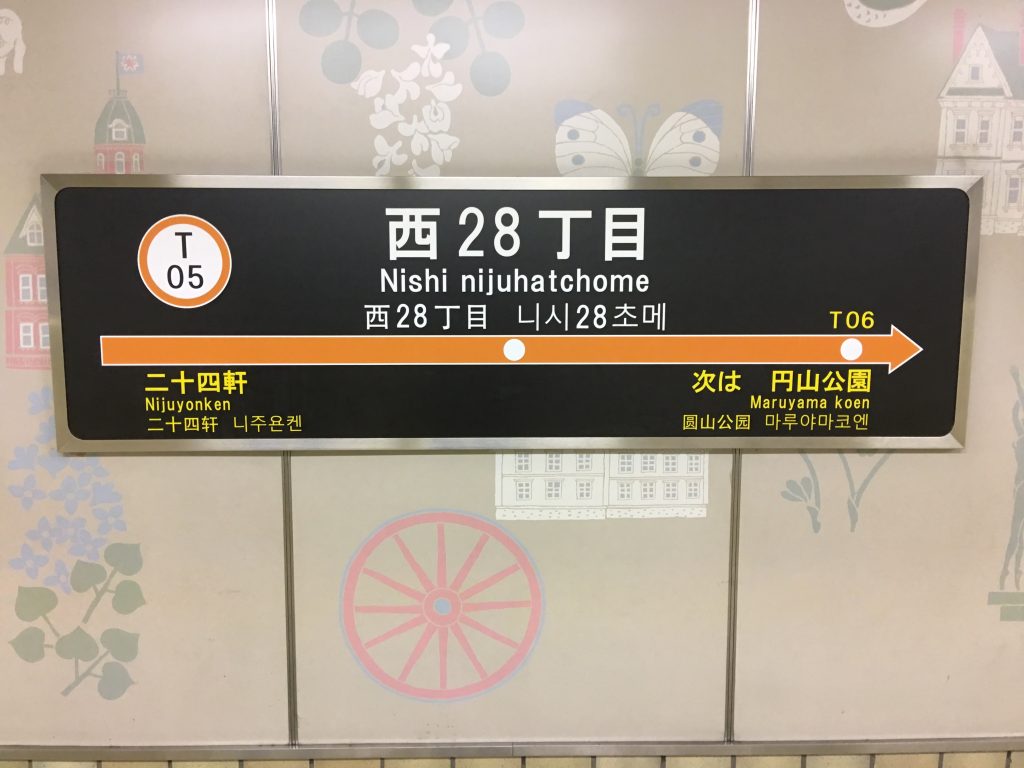 T
05
西28丁目
Nishi nijuhatchome
西28丁目 니시28초메
T06
二十四軒
Nijuyonken
二十四轩 니주욘켄
次は 円山公園
Maruyama koen
圆山公园 마루야마코엔